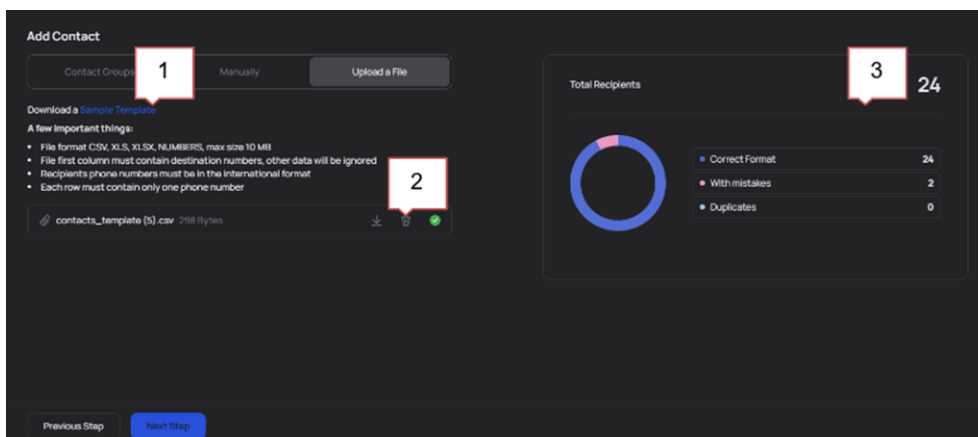 Add Contact
1
Contact Groups
Manually
Upload a File
Download a Sample Template
A few important things:
• File format CSV, XLS, XLSX, NUMBERS, max size 10 MB
• File first column must contain destination numbers, other data will be ignored
• Recipients phone numbers must be in the international format
• Each row must contain only one phone number
2
contacts_template (5).csv 298 Bytes
Previous Step
Next Step
3
Total Recipients 24
Correct Format 24
With mistakes 2
Duplicates 0